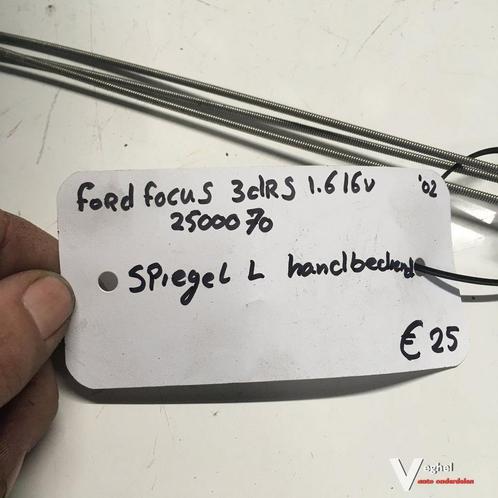 Ford Focus 3dRS 1.6 16v '02
2500070
Spiegel L handbediend
€ 25
Veghel
auto onderdelen